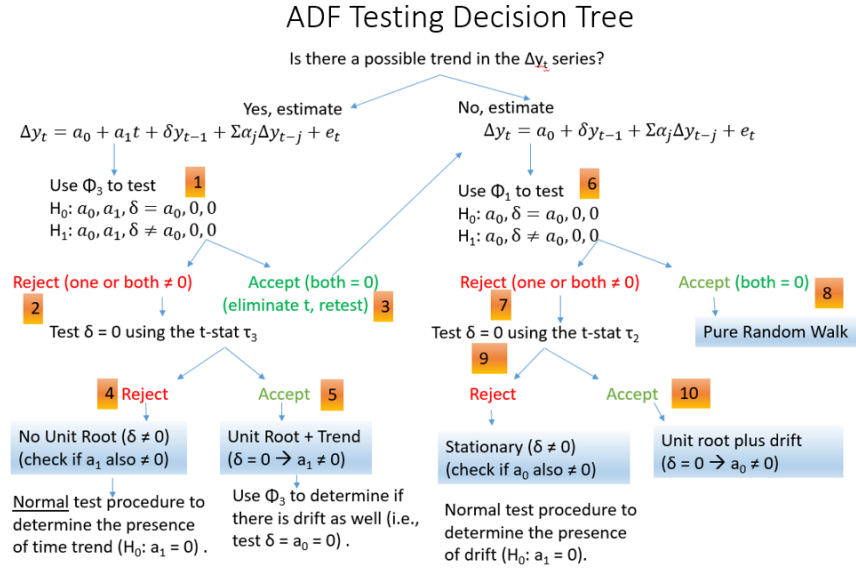 ADF Testing Decision Tree
Is there a possible trend in the Δyₜ series?
Yes, estimate
Δyₜ = a₀ + a₁t + δyₜ₋₁ + ΣαⱼΔyₜ₋ⱼ + eₜ
No, estimate
Δyₜ = a₀ + δyₜ₋₁ + ΣαⱼΔyₜ₋ⱼ + eₜ
Use Φ₃ to test
1
H₀: a₀, a₁, δ = a₀, 0, 0
H₁: a₀, a₁, δ ≠ a₀, 0, 0
Use Φ₁ to test
6
H₀: a₀, δ = a₀, 0, 0
H₁: a₀, δ ≠ a₀, 0, 0
Reject (one or both ≠ 0)
2
Accept (both = 0)
(eliminate t, retest)
3
Test δ = 0 using the t-stat τ₃
Reject (one or both ≠ 0)
7
Accept (both = 0)
8
Pure Random Walk
Test δ = 0 using the t-stat τ₂
9
4
Reject
Accept
5
Reject
Accept
10
No Unit Root (δ ≠ 0)
(check if a₁ also ≠ 0)
Unit Root + Trend
(δ = 0 → a₁ ≠ 0)
Stationary (δ ≠ 0)
(check if a₀ also ≠ 0)
Unit root plus drift
(δ = 0 → a₀ ≠ 0)
Normal test procedure to
determine the presence
of time trend (H₀: a₁ = 0) .
Use Φ₃ to determine if
there is drift as well (i.e.,
test δ = a₀ = 0) .
Normal test procedure to
determine the presence
of drift (H₀: a₁ = 0).